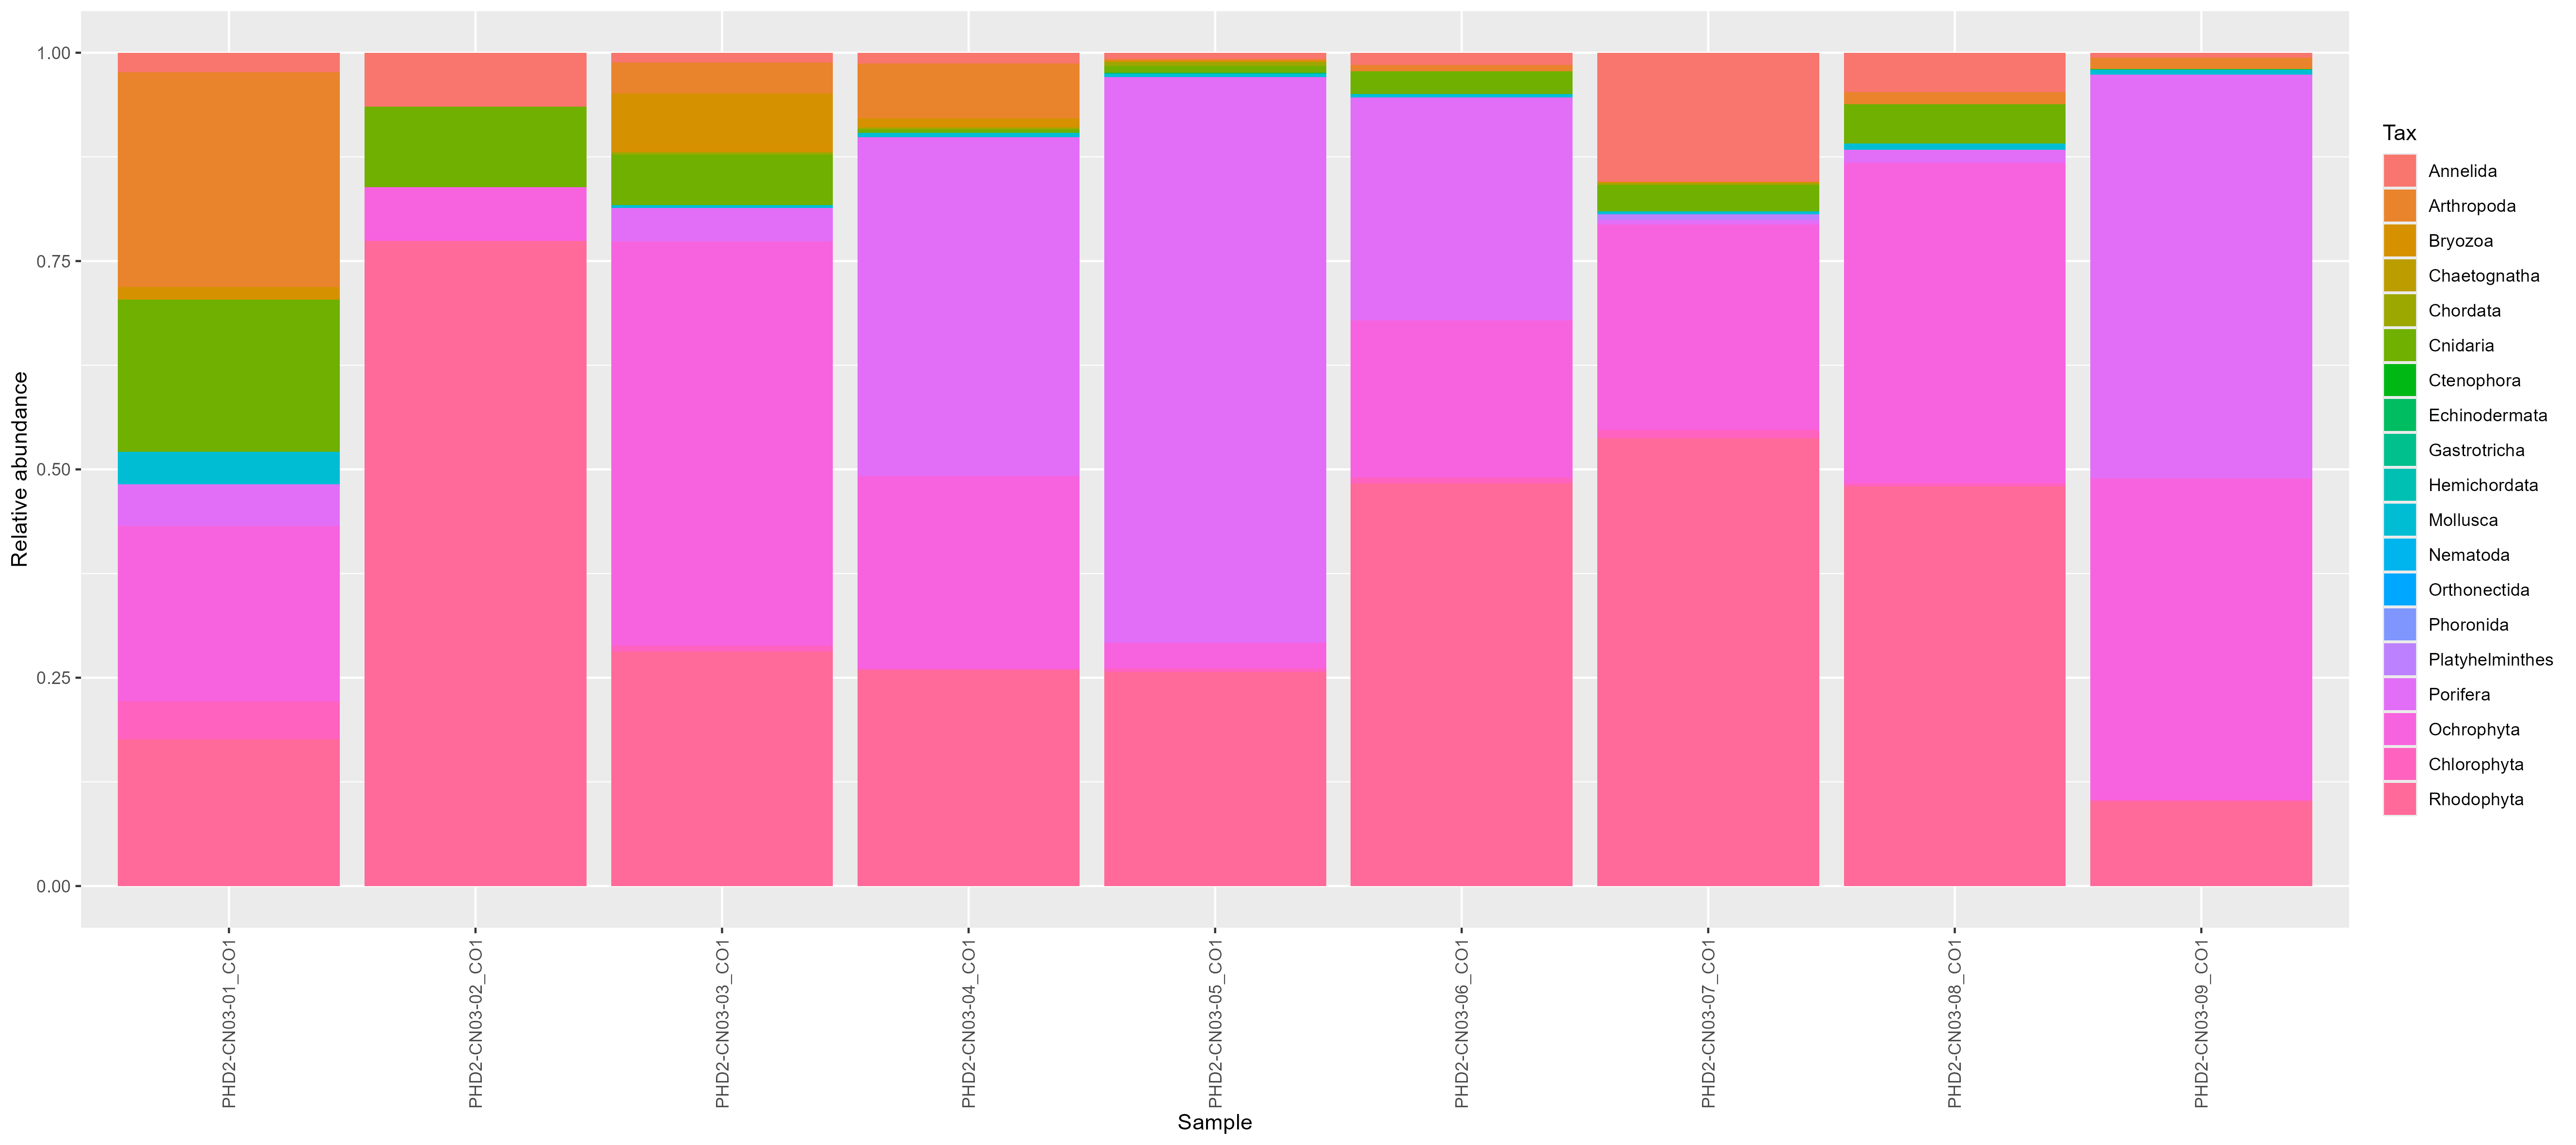 Relative abundance
1.00
0.75
0.50
0.25
0.00
PHD2-CN03-01_CO1
PHD2-CN03-02_CO1
PHD2-CN03-03_CO1
PHD2-CN03-04_CO1
PHD2-CN03-05_CO1
PHD2-CN03-06_CO1
PHD2-CN03-07_CO1
PHD2-CN03-08_CO1
PHD2-CN03-09_CO1
Sample
Tax
Annelida
Arthropoda
Bryozoa
Chaetognatha
Chordata
Cnidaria
Ctenophora
Echinodermata
Gastrotricha
Hemichordata
Mollusca
Nematoda
Orthonectida
Phoronida
Platyhelminthes
Porifera
Ochrophyta
Chlorophyta
Rhodophyta